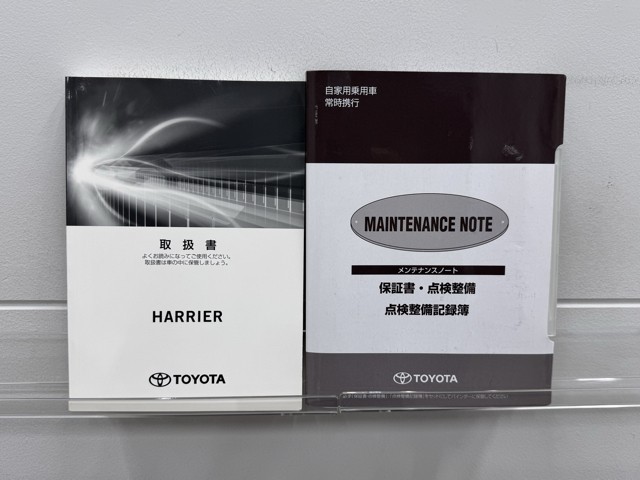 取扱書
よくお読みになってご使用ください。
取扱書は車の中に保管しましょう。
HARRIER
TOYOTA
自家用乗用車
常時携行
MAINTENANCE NOTE
メンテナンスノート
保証書・点検整備
点検整備記録簿
TOYOTA